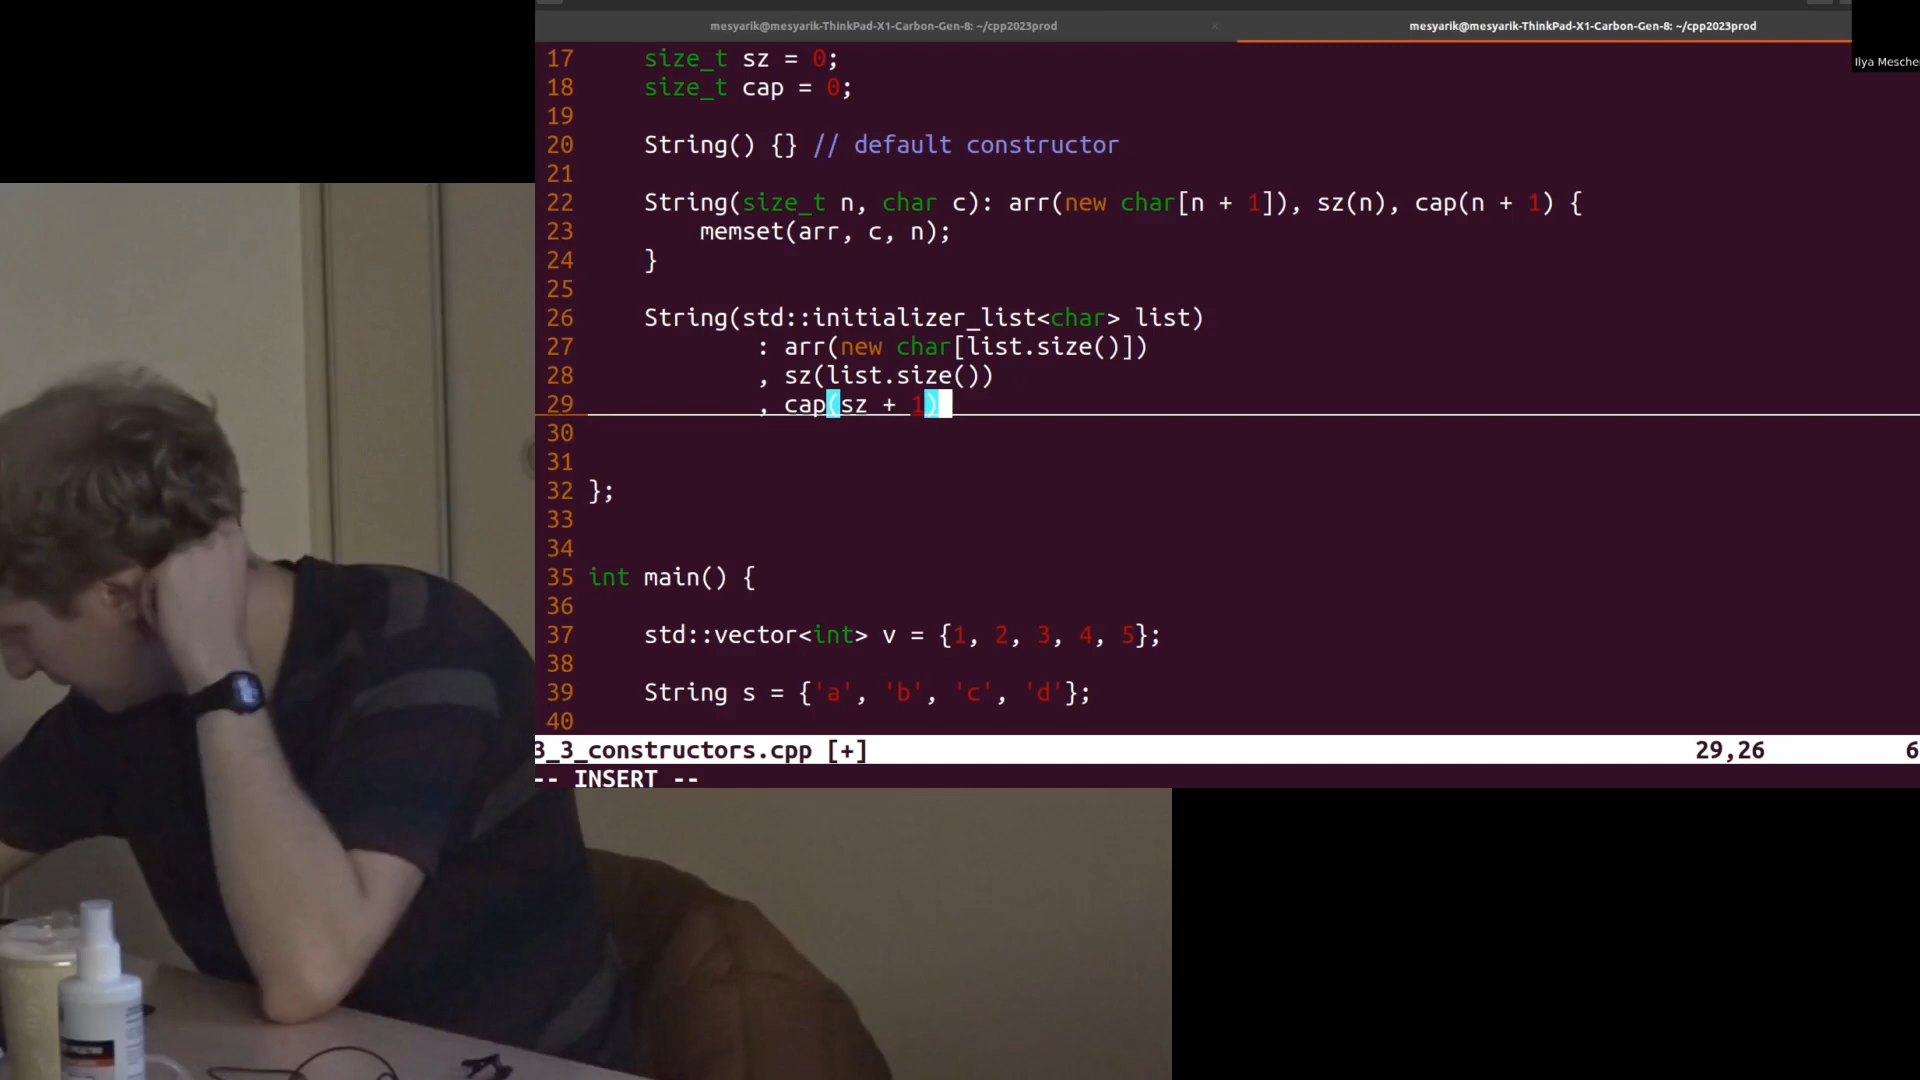 mesyarik@mesyarik-ThinkPad-X1-Carbon-Gen-8: ~/cpp2023prod × mesyarik@mesyarik-ThinkPad-X1-Carbon-Gen-8: ~/cpp2023prod
Ilya Mesche
17 size_t sz = 0;
18 size_t cap = 0;
19
20 String() {} // default constructor
21
22 String(size_t n, char c): arr(new char[n + 1]), sz(n), cap(n + 1) {
23 memset(arr, c, n);
24 }
25
26 String(std::initializer_list<char> list)
27 : arr(new char[list.size()])
28 , sz(list.size())
29 , cap(sz + 1)
30
31
32 };
33
34
35 int main() {
36
37 std::vector<int> v = {1, 2, 3, 4, 5};
38
39 String s = {'a', 'b', 'c', 'd'};
40
3_3_constructors.cpp [+] 29,26 6
-- INSERT --